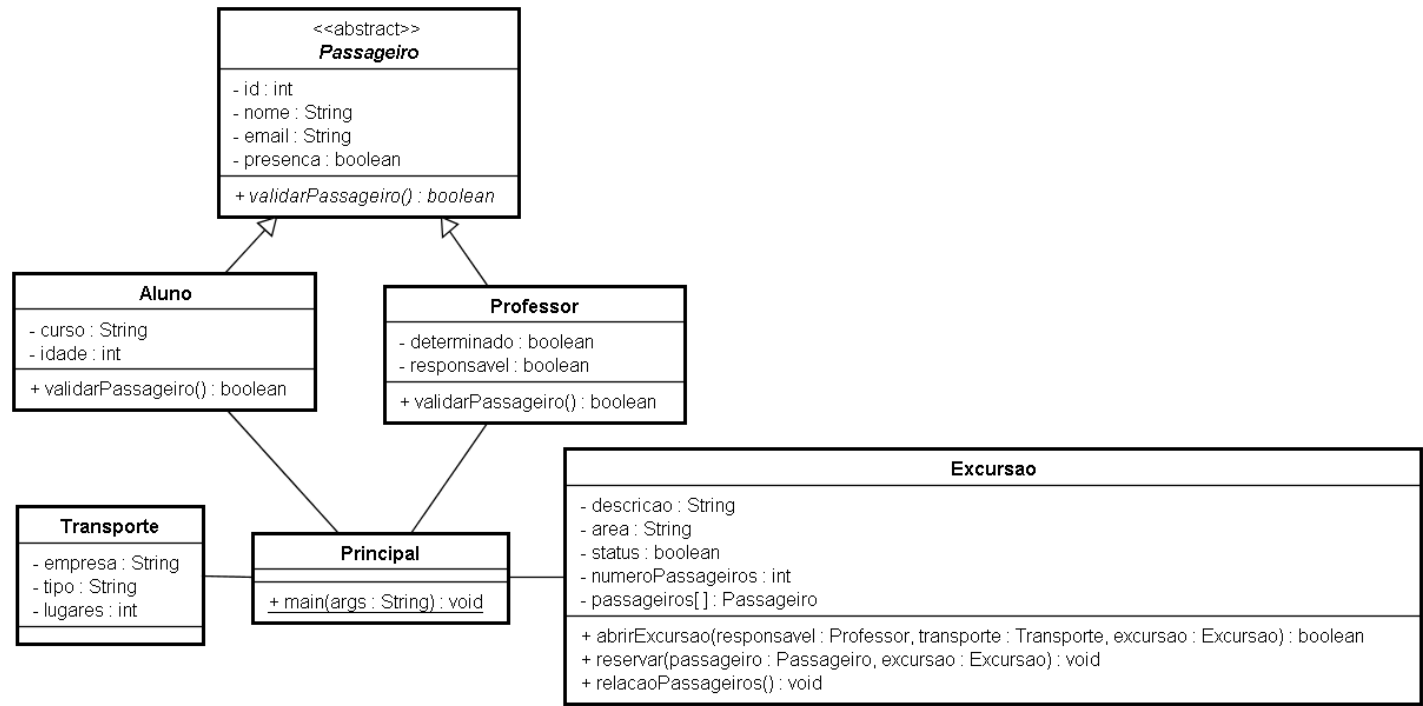 <<abstract>>
Passageiro
- id : int
- nome : String
- email : String
- presenca : boolean
+ validarPassageiro() : boolean
Aluno
- curso : String
- idade : int
+ validarPassageiro() : boolean
Professor
- determinado : boolean
- responsavel : boolean
+ validarPassageiro() : boolean
Transporte
- empresa : String
- tipo : String
- lugares : int
Principal
+ main(args : String) : void
Excursao
- descricao : String
- area : String
- status : boolean
- numeroPassageiros : int
- passageiros[ ] : Passageiro
+ abrirExcursao(responsavel : Professor, transporte : Transporte, excursao : Excursao) : boolean
+ reservar(passageiro : Passageiro, excursao : Excursao) : void
+ relacaoPassageiros() : void